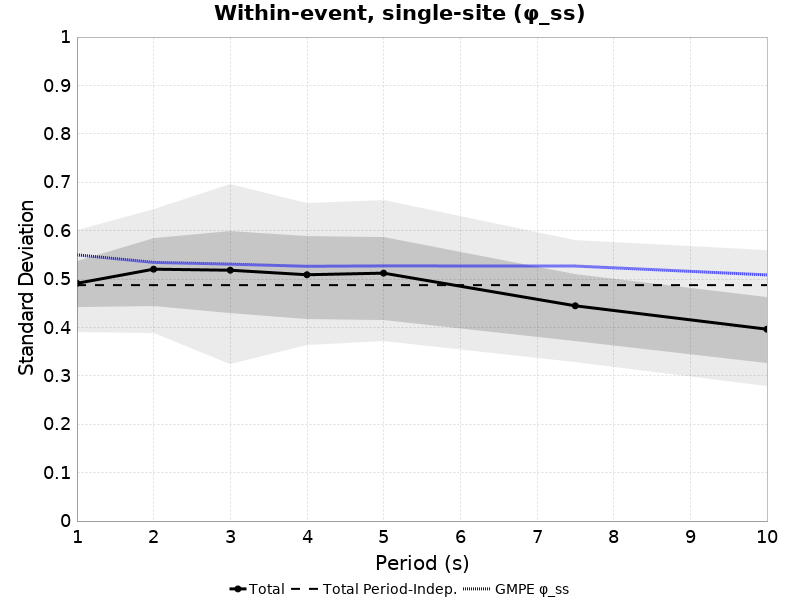 Within-event, single-site (φ_ss)
1
0.9
0.8
0.7
0.6
0.5
0.4
0.3
0.2
0.1
0
Standard Deviation
1 2 3 4 5 6 7 8 9 10
Period (s)
Total Total Period-Indep. GMPE φ_ss